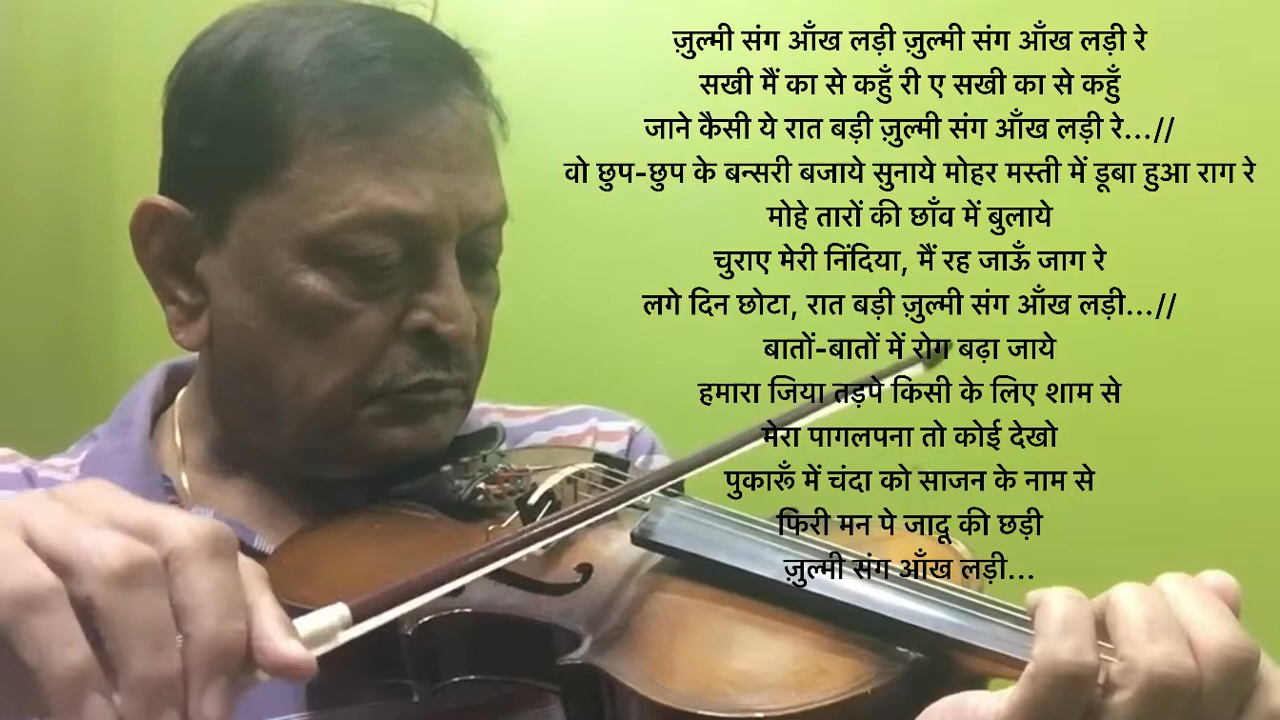 ज़ुल्मी संग आँख लड़ी ज़ुल्मी संग आँख लड़ी रे
सखी मैं का से कहुँ री ए सखी का से कहुँ
जाने कैसी ये रात बड़ी ज़ुल्मी संग आँख लड़ी रे...//
वो छुप-छुप के बन्सरी बजाये सुनाये मोहर मस्ती में डूबा हुआ राग रे
मोहे तारों की छाँव में बुलाये
चुराए मेरी निंदिया, मैं रह जाऊँ जाग रे
लगे दिन छोटा, रात बड़ी ज़ुल्मी संग आँख लड़ी...//
बातों-बातों में रोग बढ़ा जाये
हमारा जिया तड़पे किसी के लिए शाम से
मेरा पागलपना तो कोई देखो
पुकारूँ में चंदा को साजन के नाम से
फिरी मन पे जादू की छड़ी
ज़ुल्मी संग आँख लड़ी...